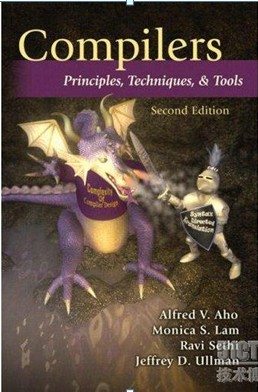 Compilers
Principles, Techniques, & Tools
Second Edition
Complexity
of
Compiler Design
Syntax
Directed
Translation
Alfred V. Aho
Monica S. Lam
Ravi Sethi
Jeffrey D. Ullman